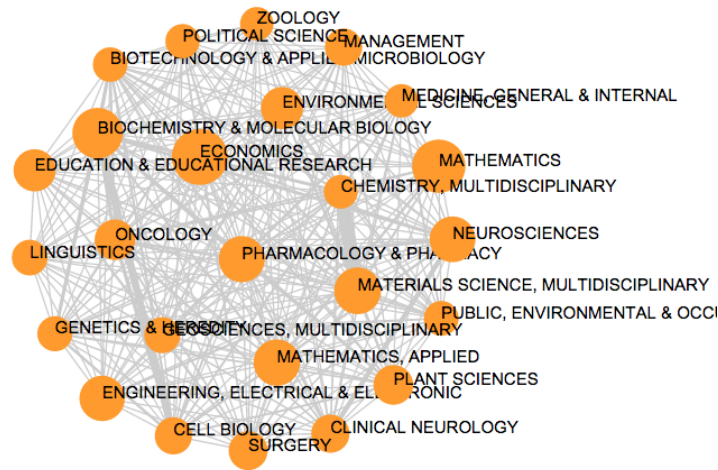 ZOOLOGY
POLITICAL SCIENCE
MANAGEMENT
BIOTECHNOLOGY & APPLIED MICROBIOLOGY
MEDICINE, GENERAL & INTERNAL
ENVIRONMENTAL SCIENCES
BIOCHEMISTRY & MOLECULAR BIOLOGY
ECONOMICS
EDUCATION & EDUCATIONAL RESEARCH
MATHEMATICS
CHEMISTRY, MULTIDISCIPLINARY
ONCOLOGY
NEUROSCIENCES
LINGUISTICS
PHARMACOLOGY & PHARMACY
MATERIALS SCIENCE, MULTIDISCIPLINARY
PUBLIC, ENVIRONMENTAL & OCCU
GENETICS & HEREDITY
GEOSCIENCES, MULTIDISCIPLINARY
MATHEMATICS, APPLIED
PLANT SCIENCES
ENGINEERING, ELECTRICAL & ELECTRONIC
CELL BIOLOGY
CLINICAL NEUROLOGY
SURGERY